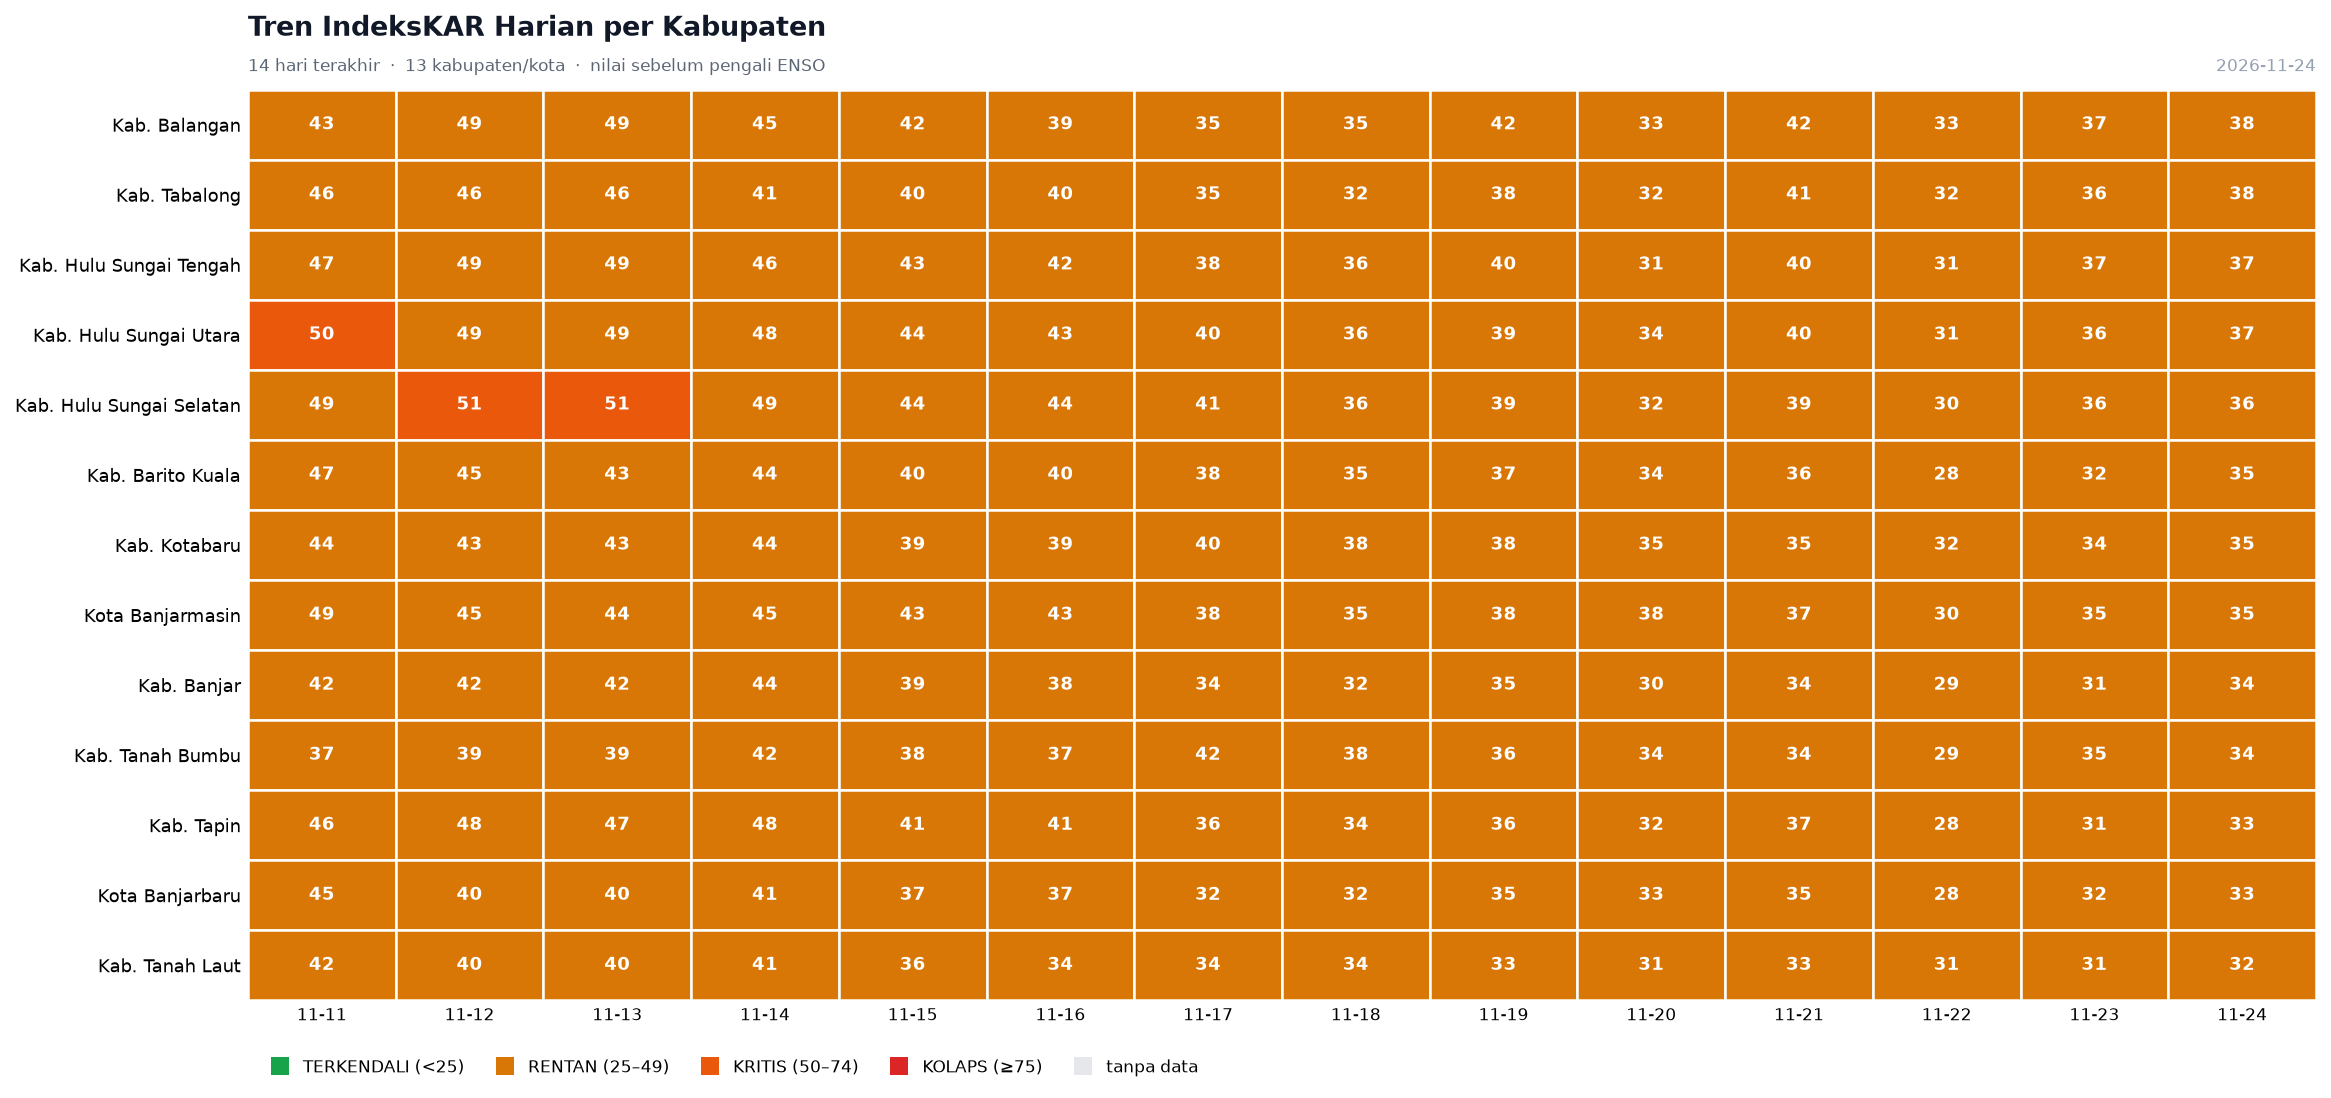 Tren IndeksKAR Harian per Kabupaten
14 hari terakhir · 13 kabupaten/kota · nilai sebelum pengali ENSO 2026-11-24
Kab. Balangan 43 49 49 45 42 39 35 35 42 33 42 33 37 38
Kab. Tabalong 46 46 46 41 40 40 35 32 38 32 41 32 36 38
Kab. Hulu Sungai Tengah 47 49 49 46 43 42 38 36 40 31 40 31 37 37
Kab. Hulu Sungai Utara 50 49 49 48 44 43 40 36 39 34 40 31 36 37
Kab. Hulu Sungai Selatan 49 51 51 49 44 44 41 36 39 32 39 30 36 36
Kab. Barito Kuala 47 45 43 44 40 40 38 35 37 34 36 28 32 35
Kab. Kotabaru 44 43 43 44 39 39 40 38 38 35 35 32 34 35
Kota Banjarmasin 49 45 44 45 43 43 38 35 38 38 37 30 35 35
Kab. Banjar 42 42 42 44 39 38 34 32 35 30 34 29 31 34
Kab. Tanah Bumbu 37 39 39 42 38 37 42 38 36 34 34 29 35 34
Kab. Tapin 46 48 47 48 41 41 36 34 36 32 37 28 31 33
Kota Banjarbaru 45 40 40 41 37 37 32 32 35 33 35 28 32 33
Kab. Tanah Laut 42 40 40 41 36 34 34 34 33 31 33 31 31 32
11-11 11-12 11-13 11-14 11-15 11-16 11-17 11-18 11-19 11-20 11-21 11-22 11-23 11-24
TERKENDALI (<25) RENTAN (25–49) KRITIS (50–74) KOLAPS (≥75) tanpa data